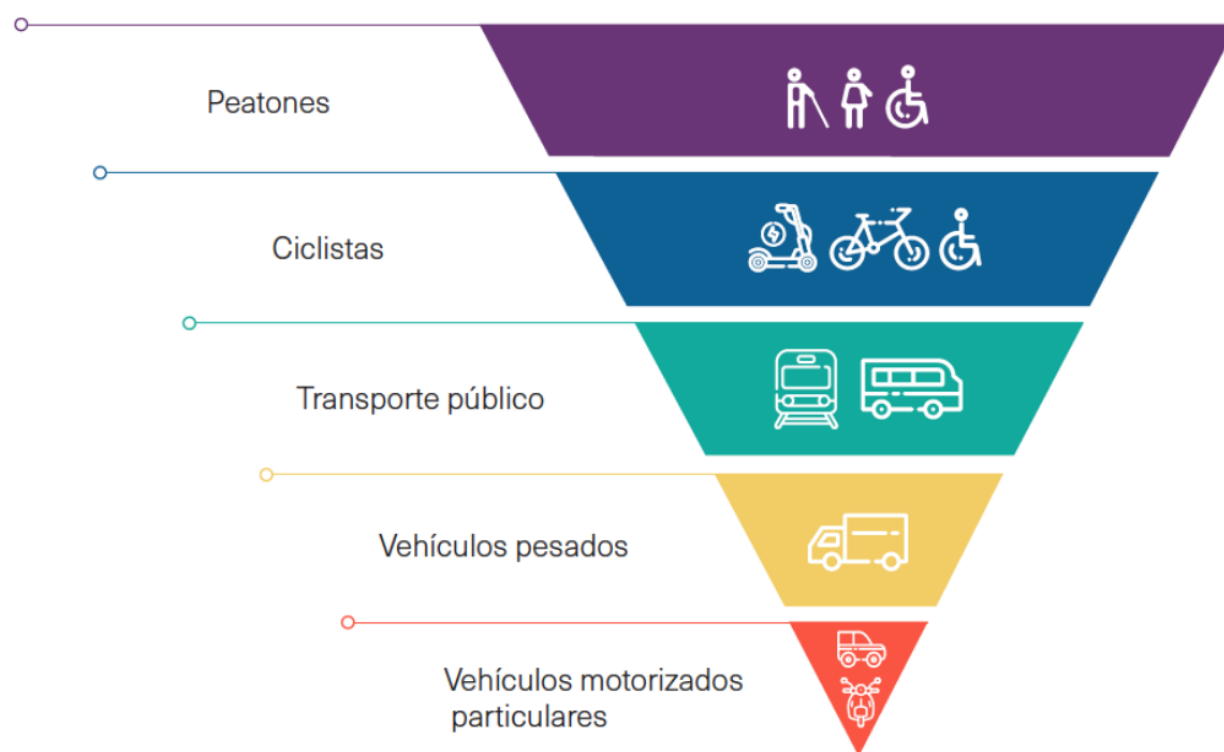 Peatones
Ciclistas
Transporte público
Vehículos pesados
Vehículos motorizados
particulares